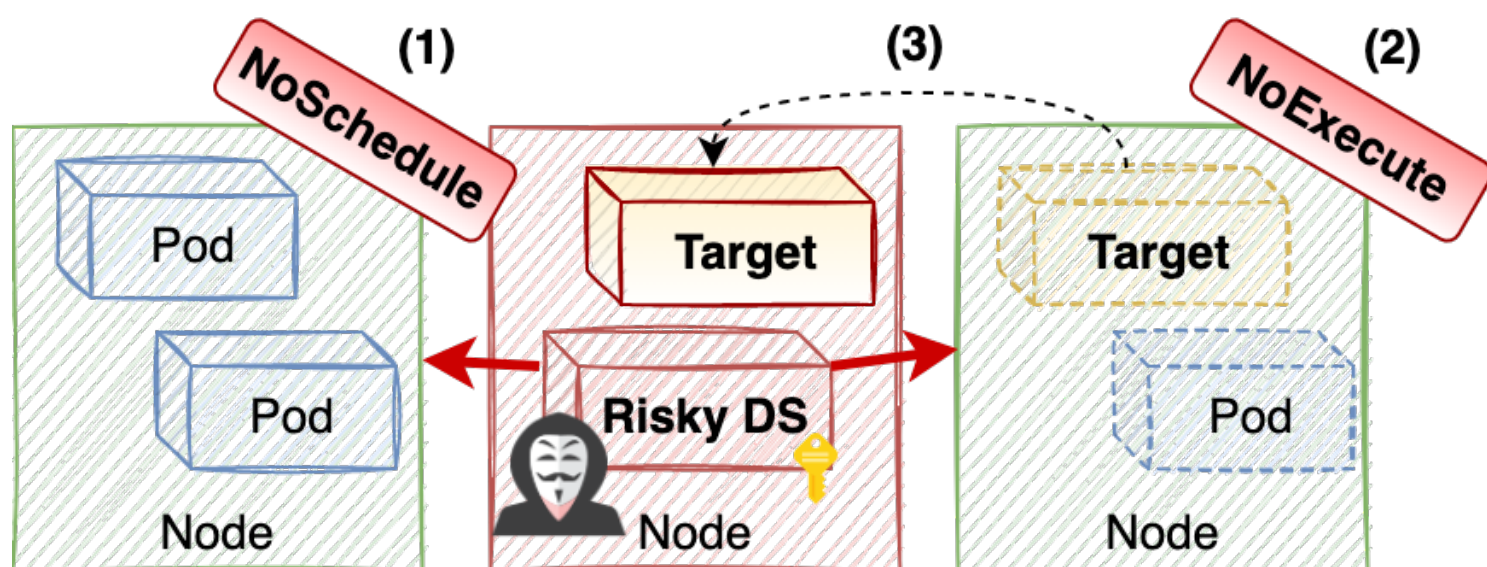 (1)
(3)
(2)
NoSchedule
NoExecute
Pod
Target
Target
Pod
Risky DS
Pod
Node
Node
Node